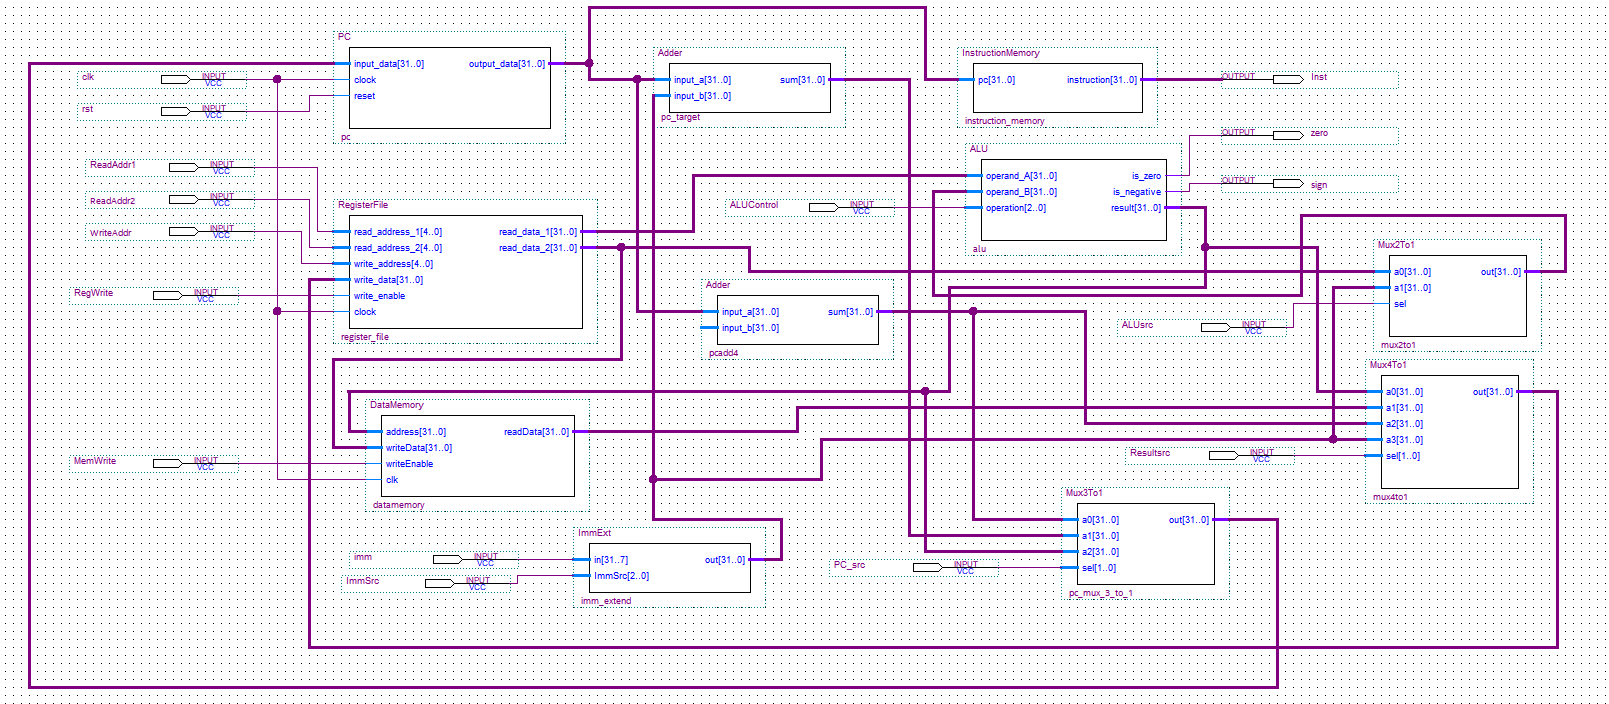 PC
input_data[31..0]
output_data[31..0]
clock
reset
pc
clk
INPUT
VCC
rst
INPUT
VCC
Adder
input_a[31..0]
sum[31..0]
input_b[31..0]
pc_target
InstructionMemory
pc[31..0]
instruction[31..0]
instruction_memory
OUTPUT
Inst
OUTPUT
zero
OUTPUT
sign
ALU
operand_A[31..0]
is_zero
operand_B[31..0]
is_negative
operation[2..0]
result[31..0]
alu
ALUControl
INPUT
VCC
ReadAddr1
INPUT
VCC
ReadAddr2
INPUT
VCC
WriteAddr
INPUT
VCC
RegWrite
INPUT
VCC
RegisterFile
read_address_1[4..0]
read_data_1[31..0]
read_address_2[4..0]
read_data_2[31..0]
write_address[4..0]
write_data[31..0]
write_enable
clock
register_file
Adder
input_a[31..0]
sum[31..0]
input_b[31..0]
pcadd4
Mux2To1
a0[31..0]
out[31..0]
a1[31..0]
sel
mux2to1
ALUsrc
INPUT
VCC
Mux4To1
a0[31..0]
out[31..0]
a1[31..0]
a2[31..0]
a3[31..0]
sel[1..0]
mux4to1
Resultsrc
INPUT
VCC
DataMemory
address[31..0]
readData[31..0]
writeData[31..0]
writeEnable
clk
datamemory
MemWrite
INPUT
VCC
Mux3To1
a0[31..0]
out[31..0]
a1[31..0]
a2[31..0]
sel[1..0]
pc_mux_3_to_1
PC_src
INPUT
VCC
ImmExt
in[31..7]
out[31..0]
ImmSrc[2..0]
imm_extend
imm
INPUT
VCC
ImmSrc
INPUT
VCC